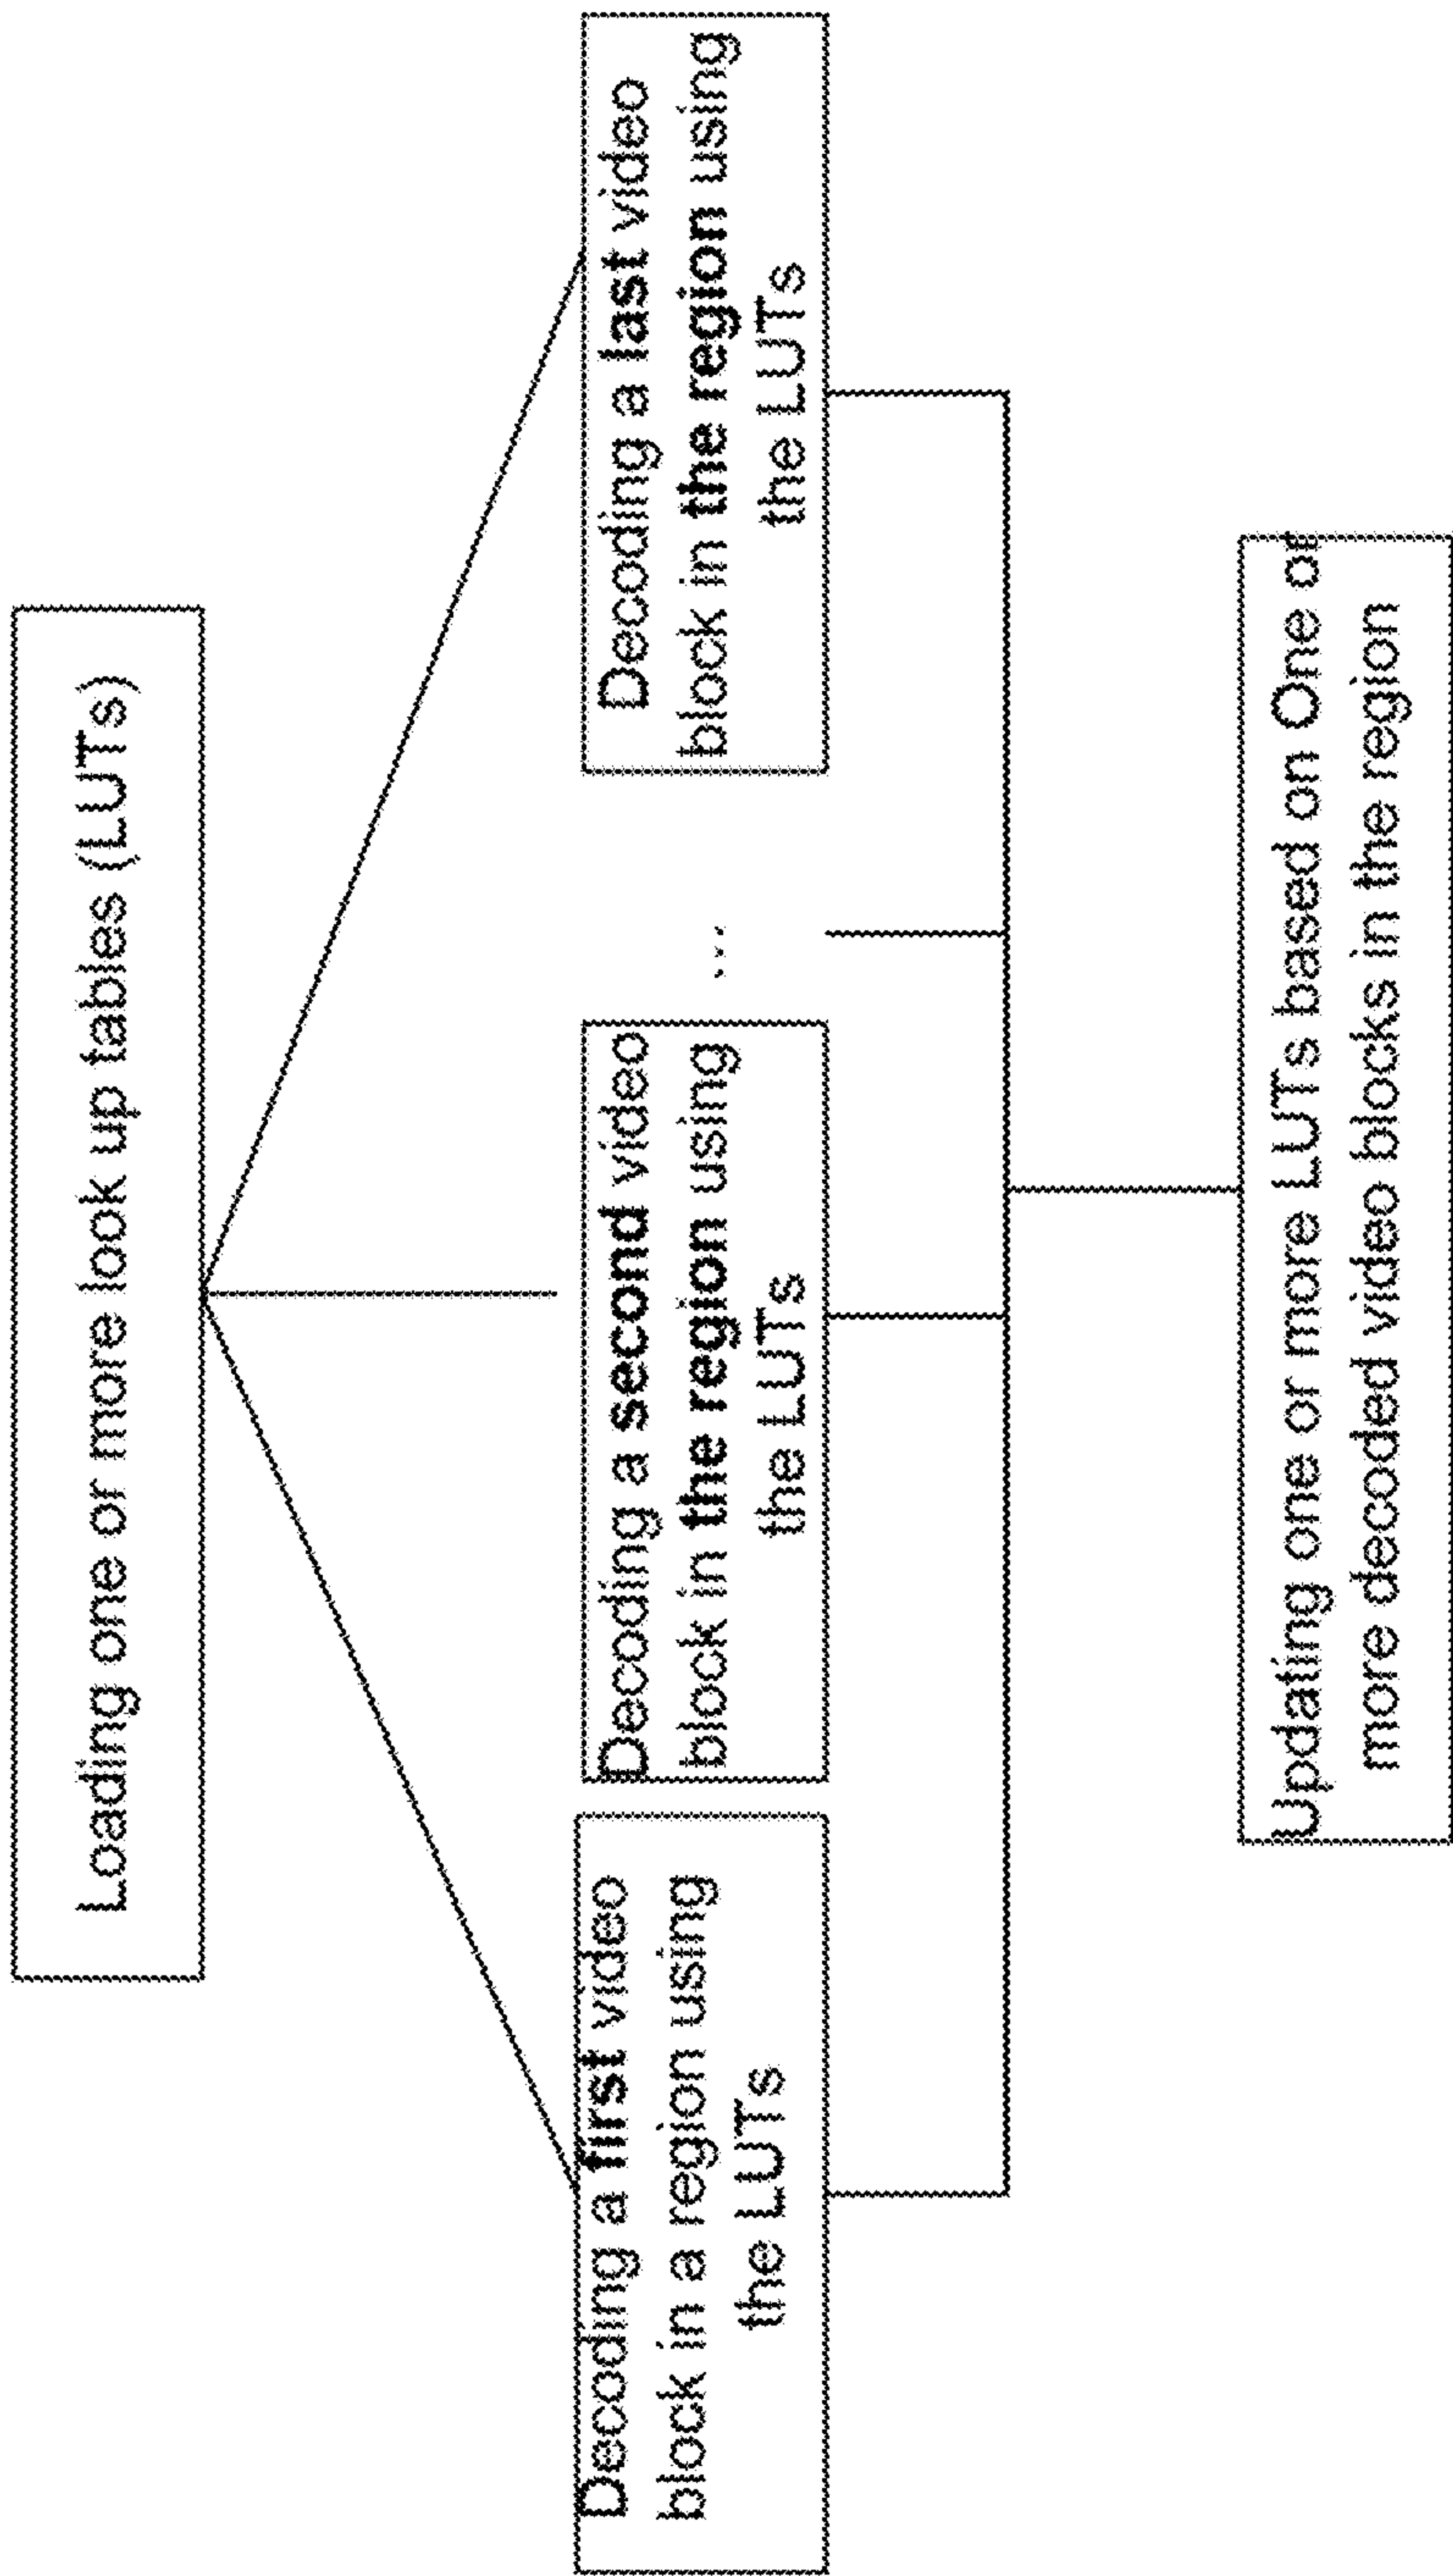 Loading one or more look up tables (LUTs)
Decoding a first video
block in a region using
the LUTs
Decoding a second video
block in the region using
the LUTs
...
Decoding a last video
block in the region using
the LUTs
Updating one or more LUTs based on One or
more decoded video blocks in the region